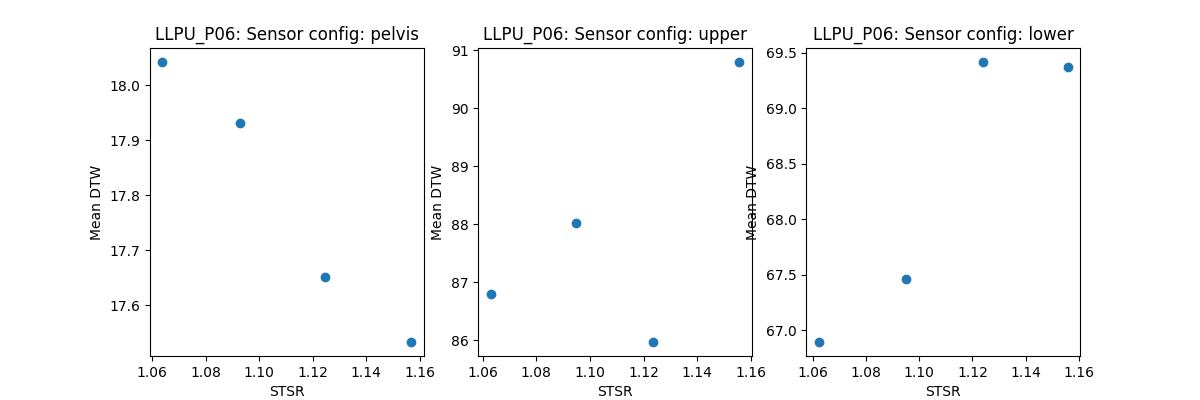 LLPU_P06: Sensor config: pelvis
18.0
17.9
17.8
17.7
17.6
Mean DTW
1.06 1.08 1.10 1.12 1.14 1.16
STSR
LLPU_P06: Sensor config: upper
91
90
89
88
87
86
Mean DTW
1.06 1.08 1.10 1.12 1.14 1.16
STSR
LLPU_P06: Sensor config: lower
69.5
69.0
68.5
68.0
67.5
67.0
Mean DTW
1.06 1.08 1.10 1.12 1.14 1.16
STSR